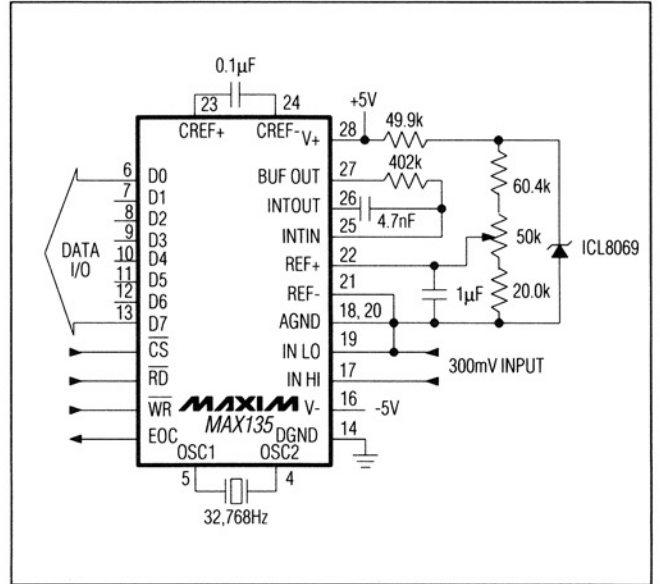 0.1µF
23 24
CREF+ CREF-
+5V
V+ 28 49.9k
6 D0
BUF OUT 27 402k
60.4k
7 D1
INTOUT 26
4.7nF
8 D2
INTIN 25
50k
ICL8069
9 D3
DATA I/O
10 D4
REF+ 22
11 D5
REF- 21
1µF
20.0k
12 D6
AGND 18, 20
13 D7
IN LO 19
300mV INPUT
CS
IN HI 17
RD
V- 16 -5V
WR
MAXIM
MAX135
EOC
DGND 14
OSC1 OSC2
5 4
32,768Hz